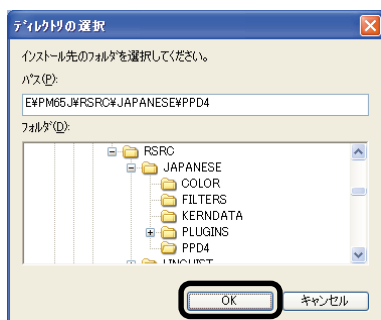 ディレクトリの選択
インストール先のフォルダを選択してください。
パス(P):
E¥PM65J¥RSRC¥JAPANESE¥PPD4
フォルダ(D):
RSRC
JAPANESE
COLOR
FILTERS
KERNDATA
PLUGINS
PPD4
LINGUIST
OK
キャンセル